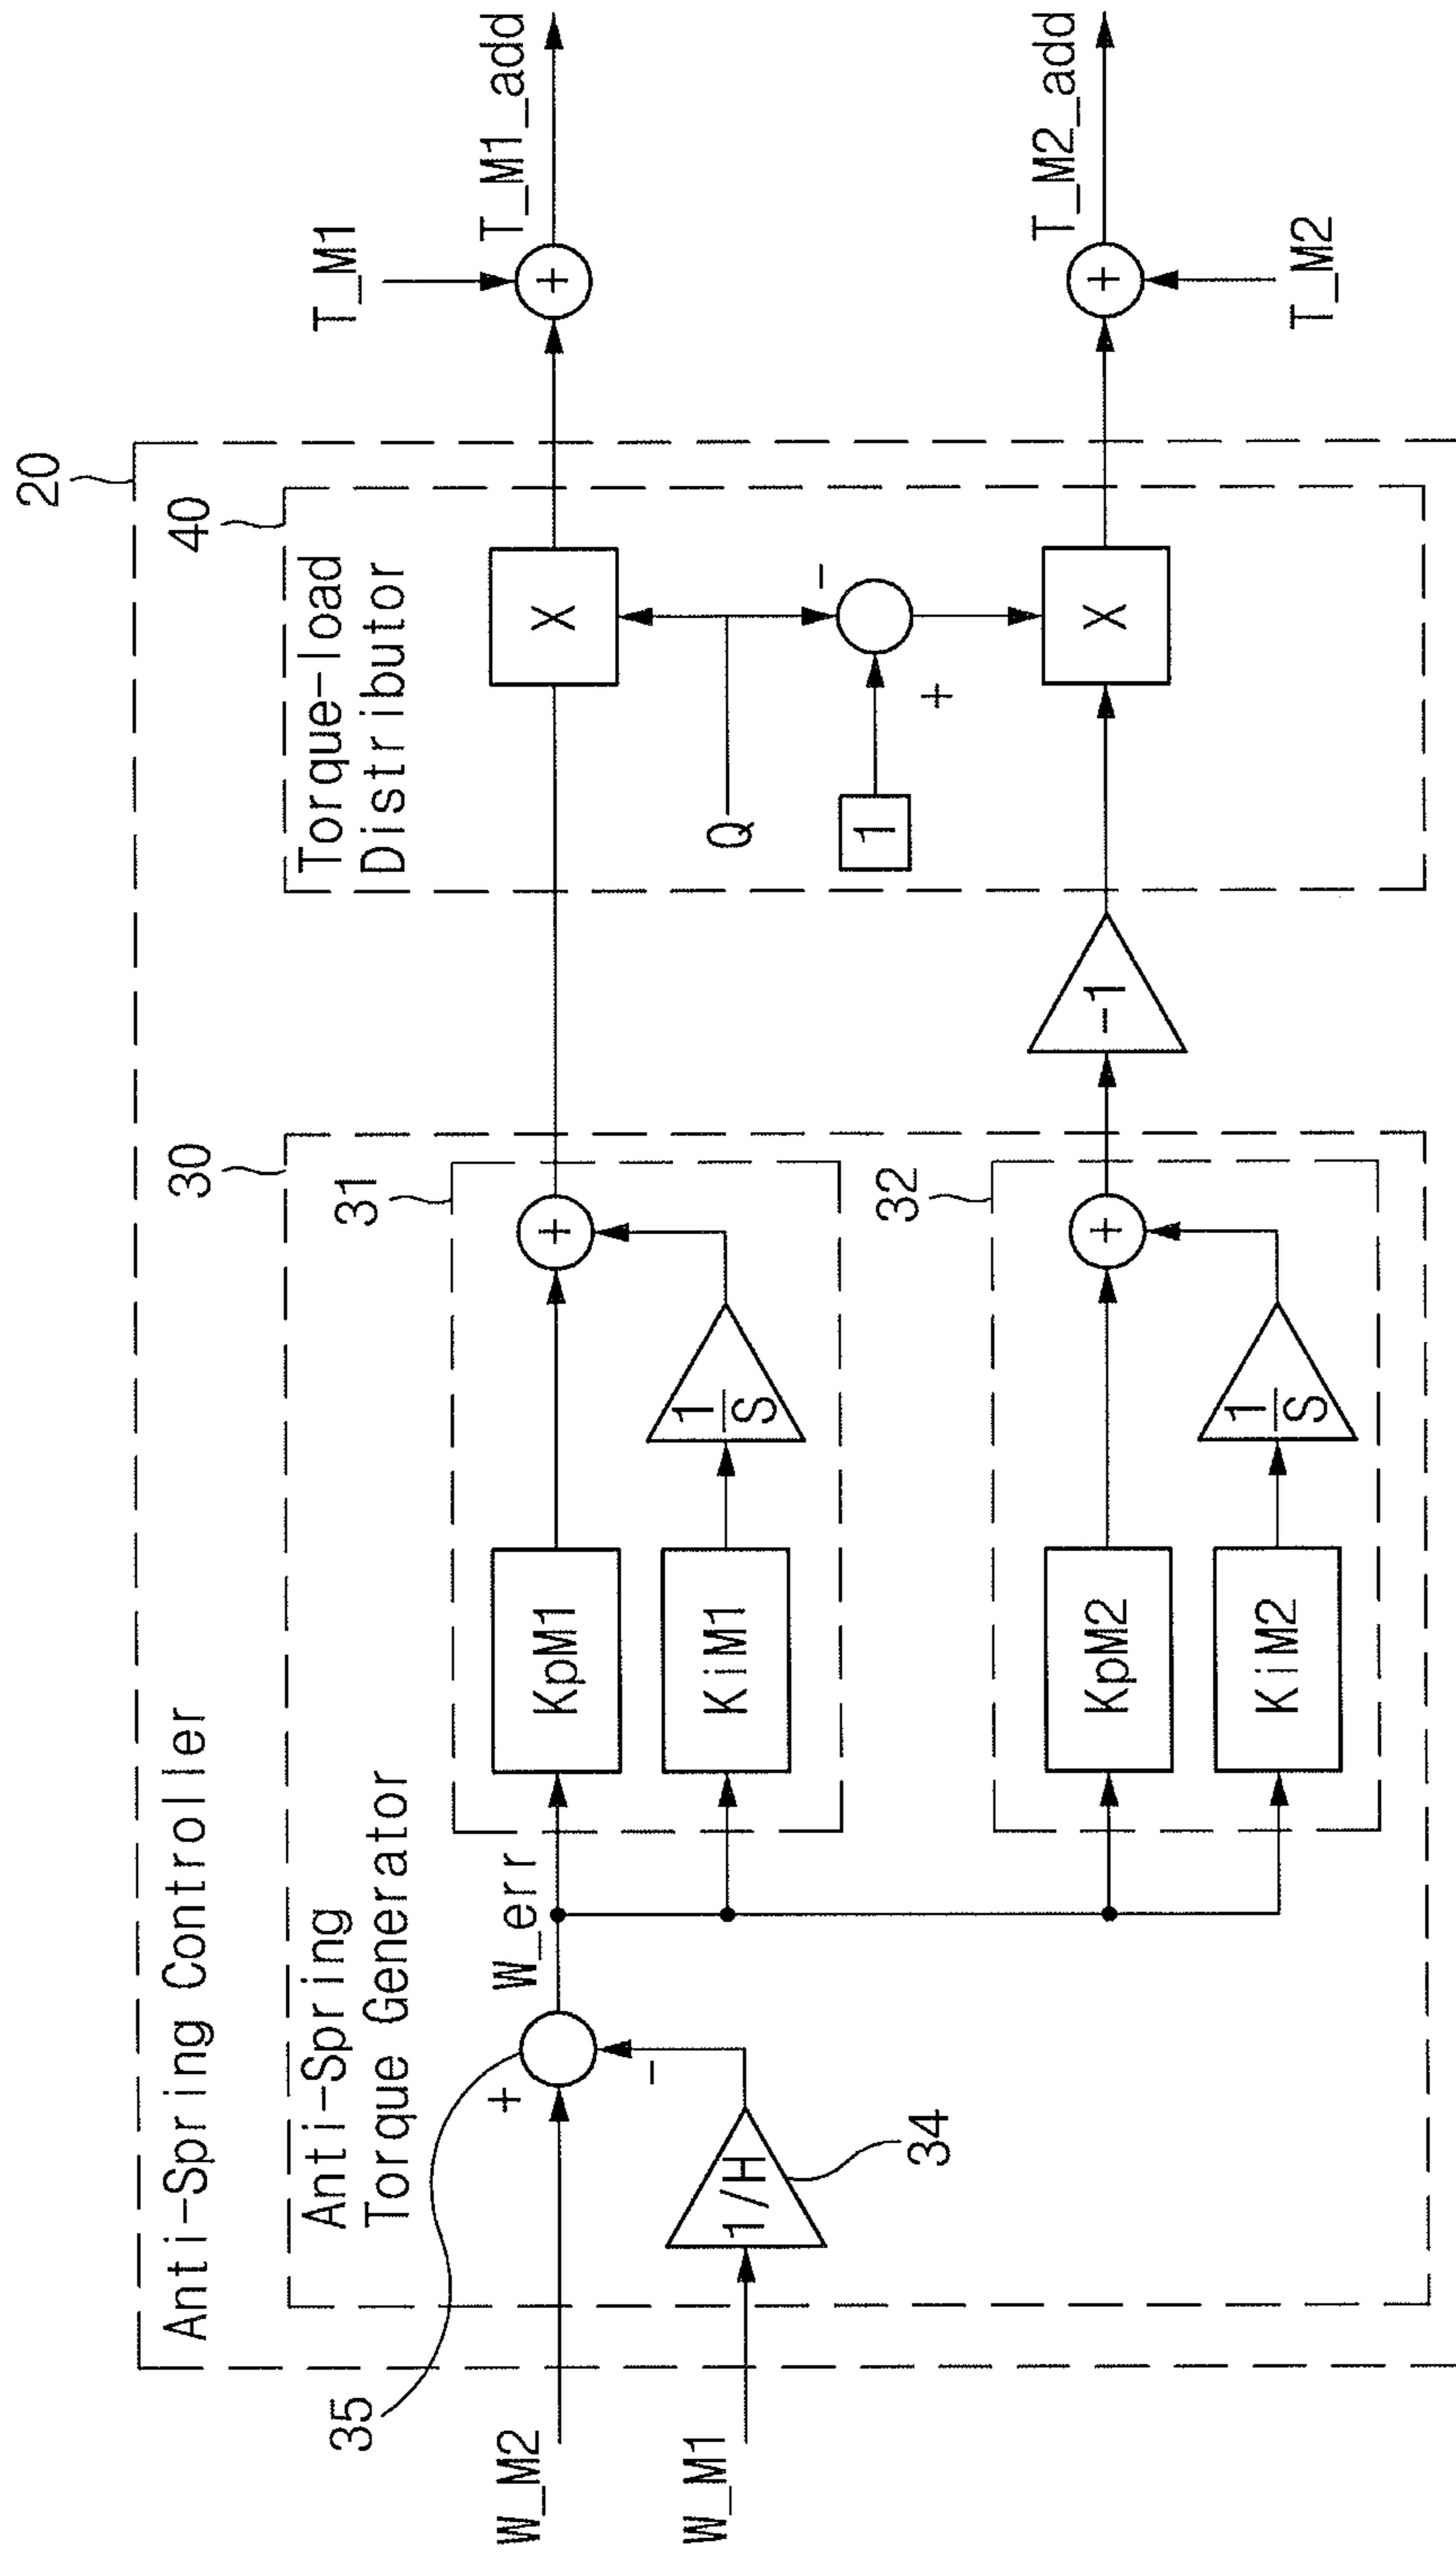 20
Anti-Spring Controller
30
40
Anti-Spring
Torque Generator
Torque-load
Distributor
35
31
T_M1
W_M2
+
W_err
KpM1
+
X
+
T_M1_add
-
W_M1
1/H
34
KiM1
1
S
Q
-
1
+
32
KpM2
+
-1
X
+
T_M2_add
KiM2
1
S
T_M2